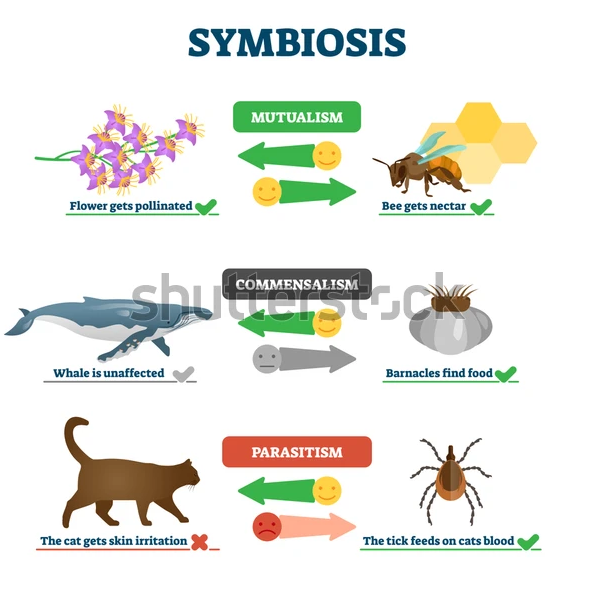 SYMBIOSIS
MUTUALISM
Flower gets pollinated
Bee gets nectar
shutterstock
COMMENSALISM
Whale is unaffected
Barnacles find food
PARASITISM
The cat gets skin irritation
The tick feeds on cats blood